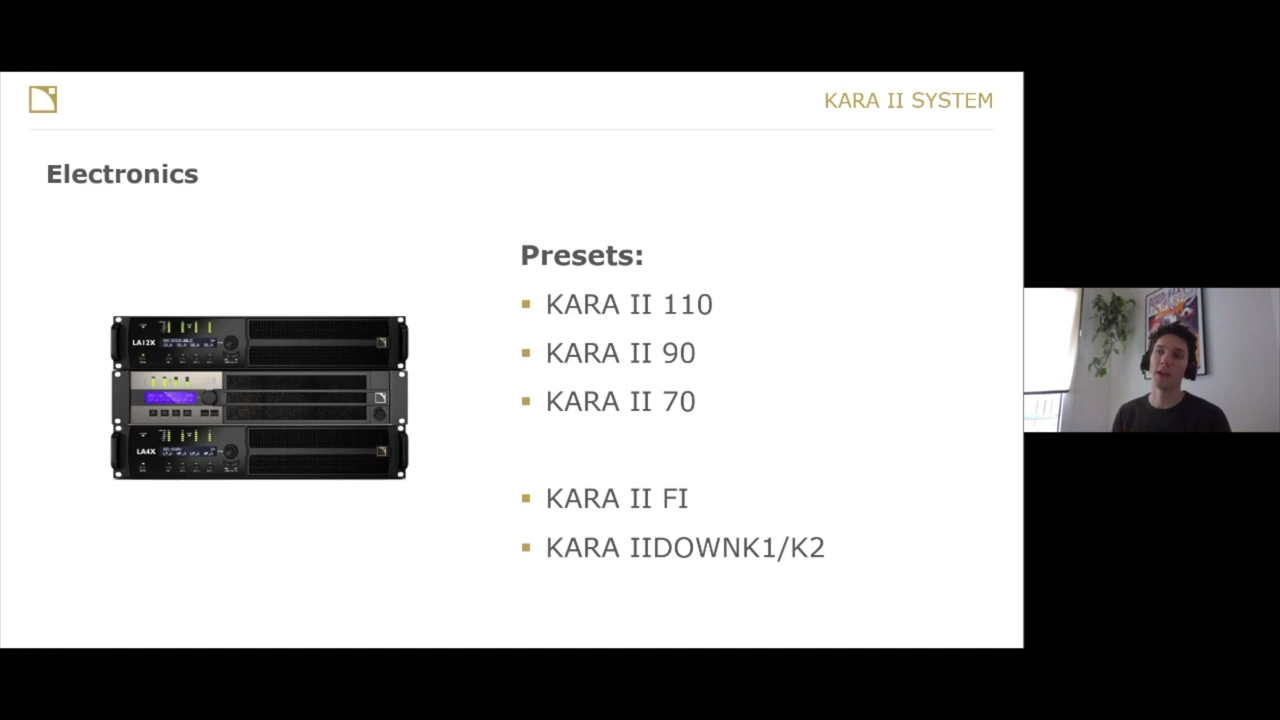 KARA II SYSTEM
Electronics
Presets:
KARA II 110
KARA II 90
KARA II 70
KARA II FI
KARA IIDOWNK1/K2
LA12X
LA4X